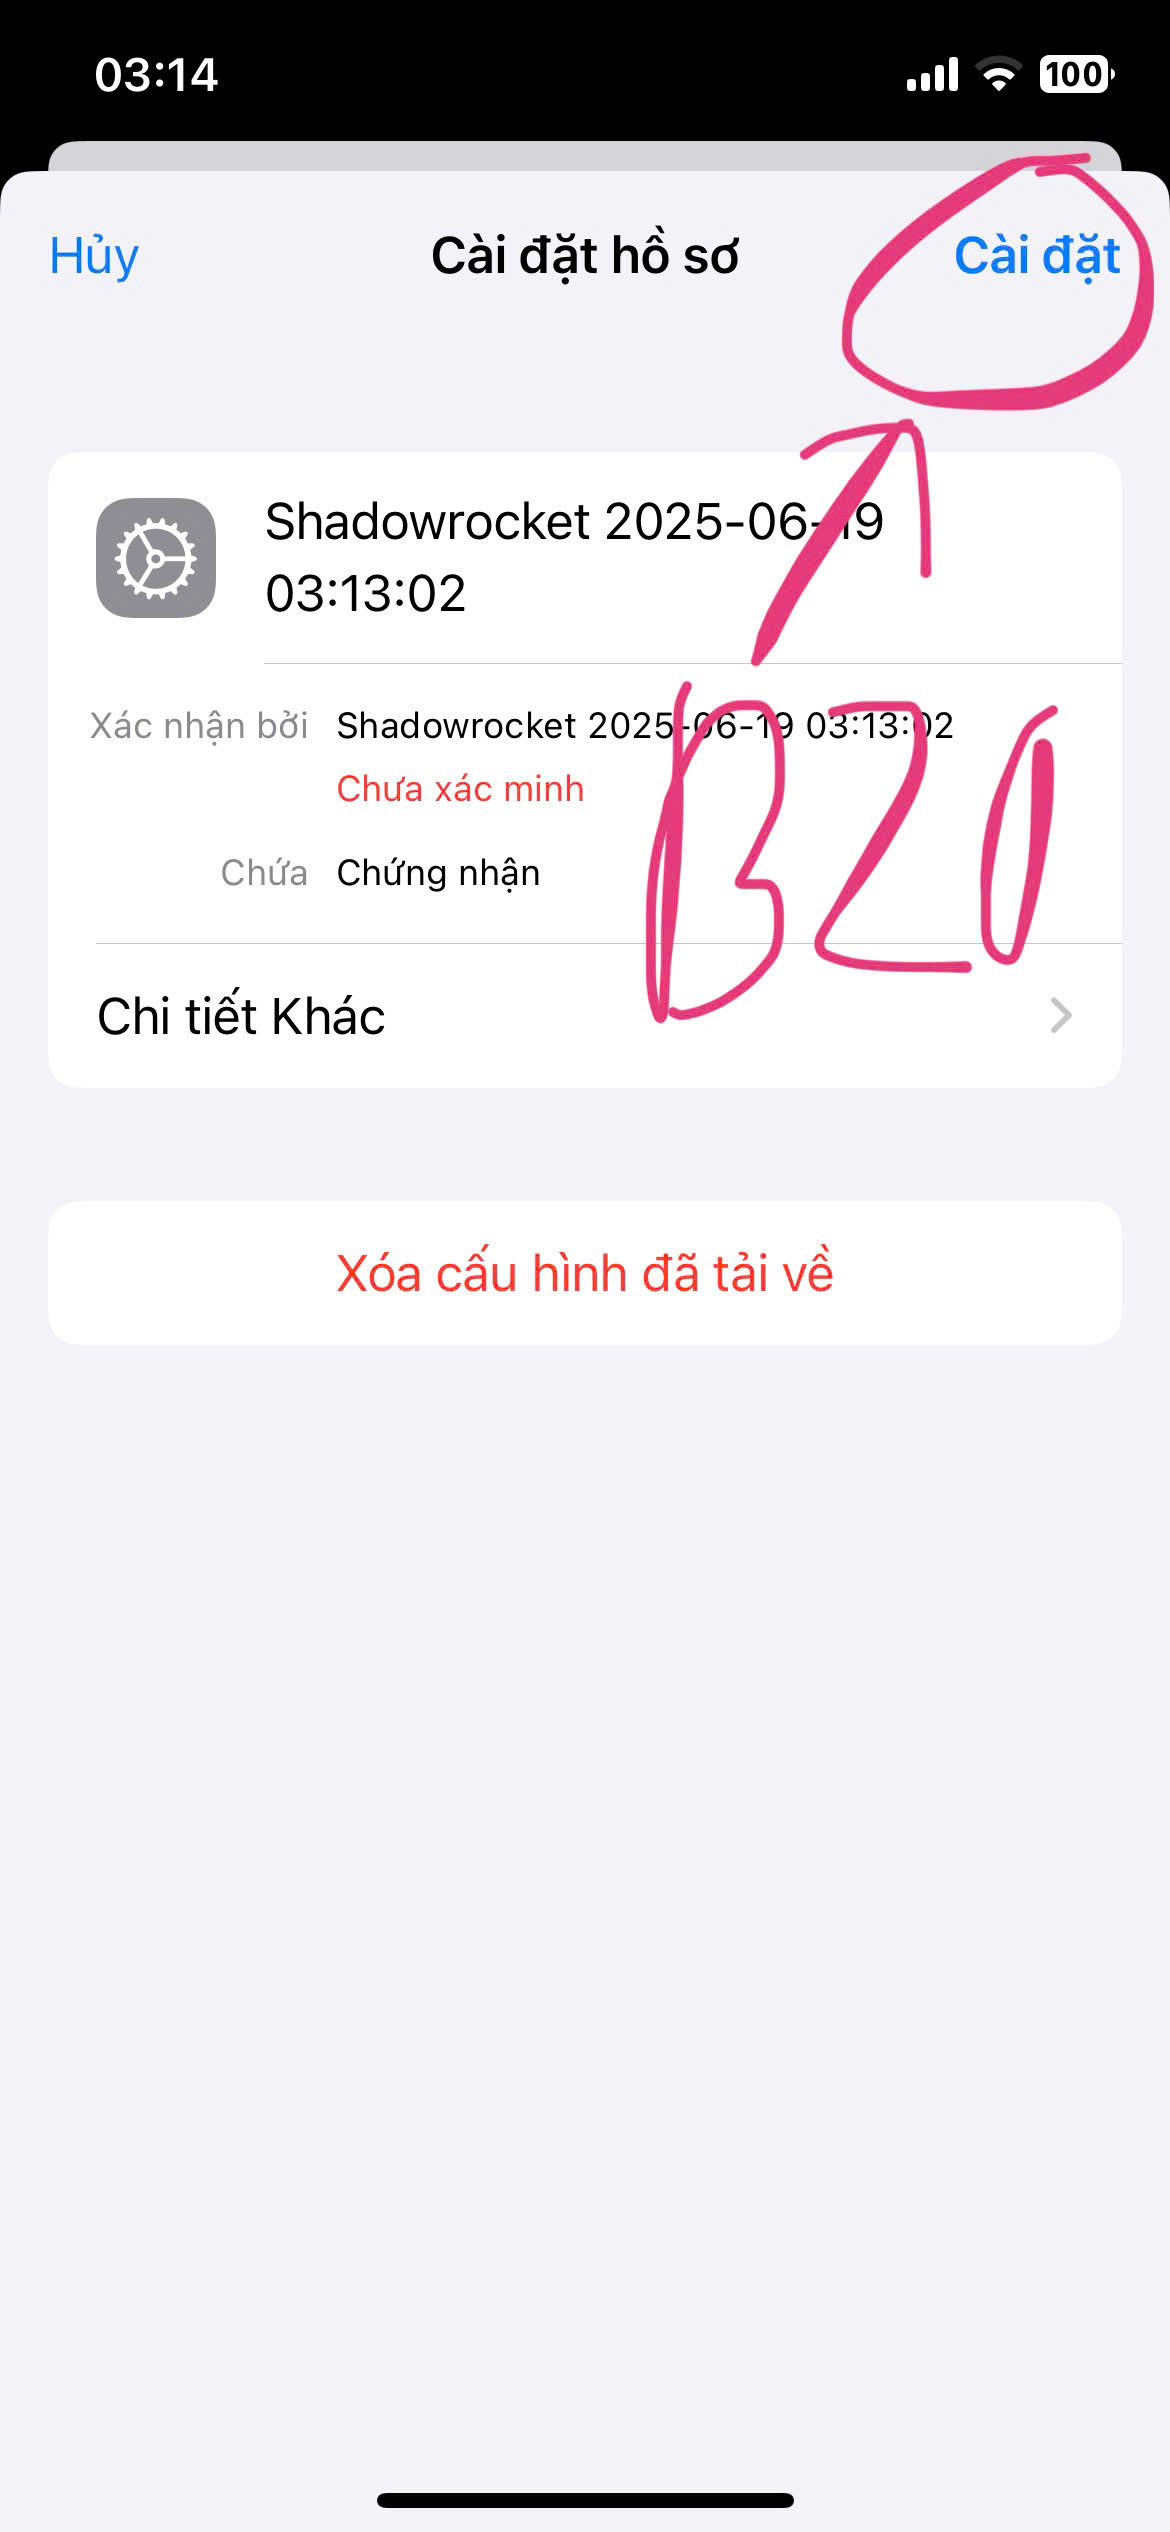 03:14
100
Hủy
Cài đặt hồ sơ
Cài đặt
Shadowrocket 2025-06-19
03:13:02
Xác nhận bởi
Shadowrocket 2025-06-19 03:13:02
Chưa xác minh
Chứa
Chứng nhận
B20
Chi tiết Khác
Xóa cấu hình đã tải về